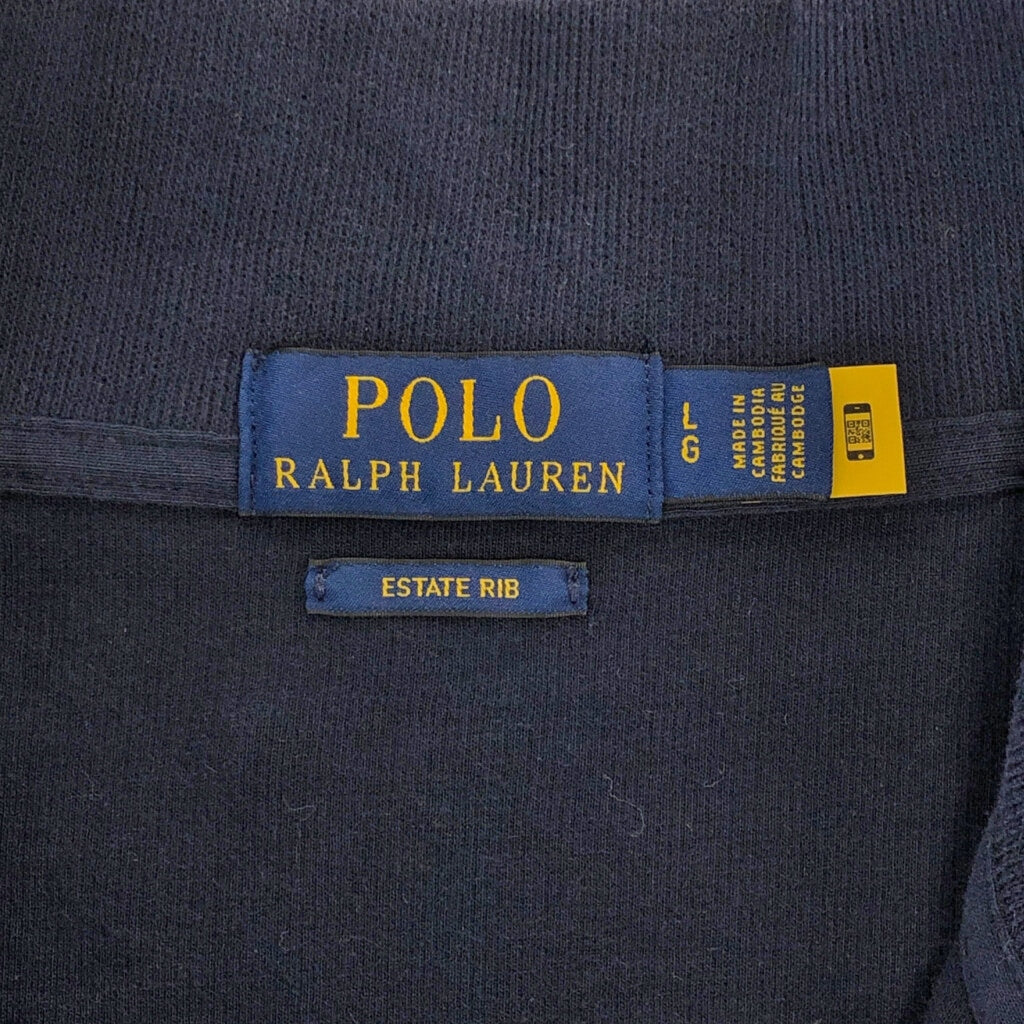 POLO
RALPH LAUREN
L
G
MADE IN
CAMBODIA
FABRIQUÉ AU
CAMBODGE
ESTATE RIB